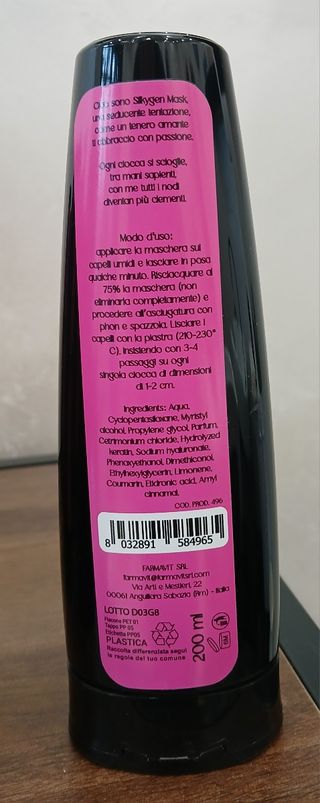 sono Silkygen Mask,
una seducente tentazione,
come un tenero amante
ti abbraccio con passione.
Ogni ciocca si scioglie,
tra mani sapienti,
con me tutti i nodi
diventan più clementi.
Modo d'uso:
applicare la maschera sui
capelli umidi e lasciare in posa
qualche minuto. Risciacquare al
75% la maschera (non
eliminarla completamente) e
procedere all'asciugatura con
phon e spazzola. Lisciare i
capelli con la piastra (210-230°
C). Insistendo con 3-4
passaggi su ogni
singola ciocca di dimensioni
di 1-2 cm.
Ingredients: Aqua,
Cyclopentasiloxane, Myristyl
alcohol, Propylene glycol, Parfum,
Cetrimonium chloride, Hydrolyzed
keratin, Sodium hyaluronate,
Phenoxyethanol, Dimethiconol,
Ethylhexylglycerin, Limonene,
Coumarin, Etidronic acid, Amyl
cinnamal.
COD. PROD. 496
8 032891 584965
FARMAVIT SRL
farmavit@farmavitsrl.com
Via Arti e Mestieri, 22
00061 Anguillara Sabazia (Rm) - Italia
LOTTO D03G8
Flacone PET 01
Tappo PP 05
Etichetta PP05
PLASTICA
Raccolta differenziata segui
le regole del tuo comune
200 ml